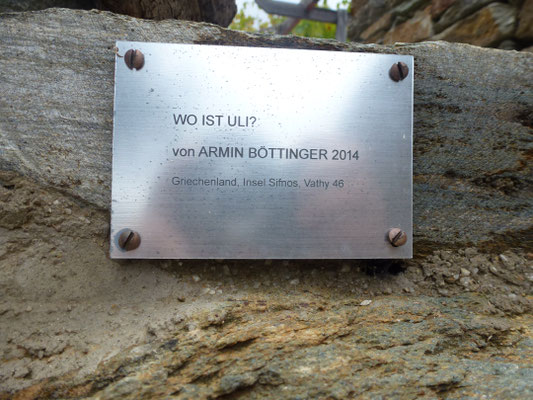 WO IST ULI?
von ARMIN BÖTTINGER 2014
Griechenland, Insel Sifnos, Vathy 46